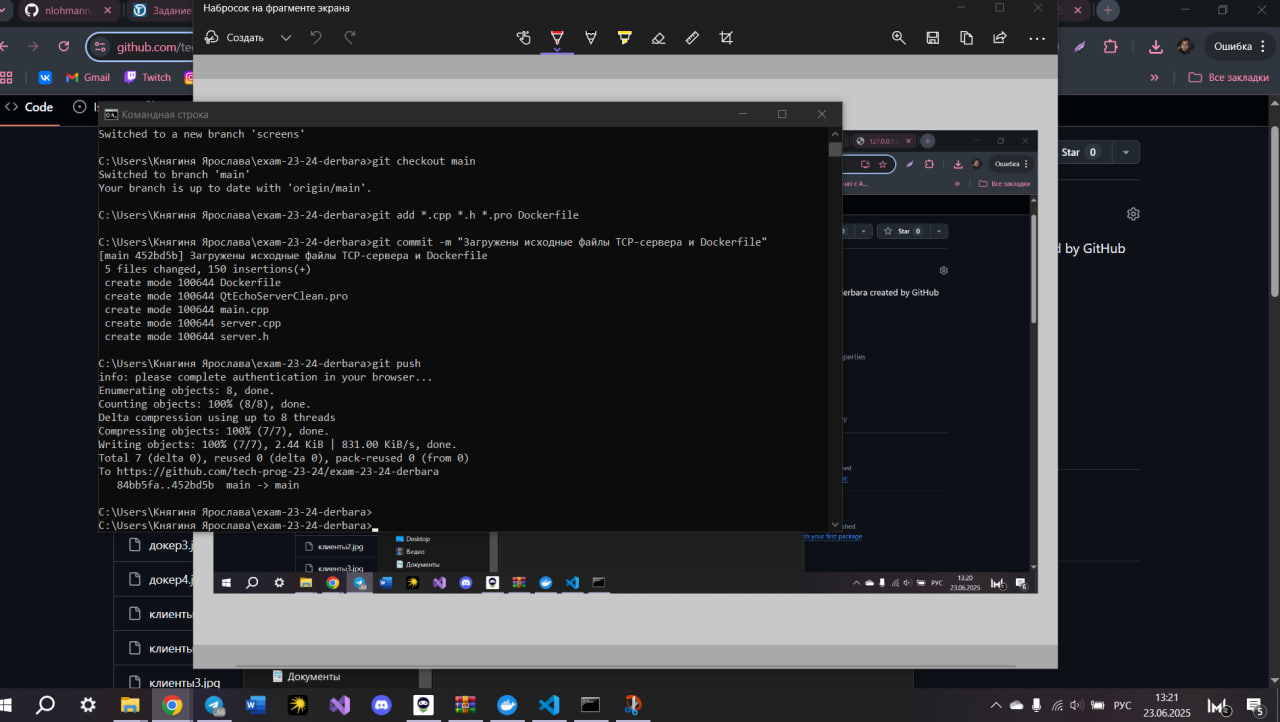 nlohmann
Задание
Набросок на фрагменте экрана
Создать
github.com/tec
Ошибка
Gmail
Twitch
Все закладки
Code
Командная строка
Switched to a new branch 'screens'
C:\Users\Княгиня Ярослава\exam-23-24-derbara>git checkout main
Switched to branch 'main'
Your branch is up to date with 'origin/main'.
C:\Users\Княгиня Ярослава\exam-23-24-derbara>git add *.cpp *.h *.pro Dockerfile
C:\Users\Княгиня Ярослава\exam-23-24-derbara>git commit -m "Загружены исходные файлы TCP-сервера и Dockerfile"
[main 452bd5b] Загружены исходные файлы TCP-сервера и Dockerfile
5 files changed, 150 insertions(+)
create mode 100644 Dockerfile
create mode 100644 QtEchoServerClean.pro
create mode 100644 main.cpp
create mode 100644 server.cpp
create mode 100644 server.h
C:\Users\Княгиня Ярослава\exam-23-24-derbara>git push
info: please complete authentication in your browser...
Enumerating objects: 8, done.
Counting objects: 100% (8/8), done.
Delta compression using up to 8 threads
Compressing objects: 100% (7/7), done.
Writing objects: 100% (7/7), 2.44 KiB | 831.00 KiB/s, done.
Total 7 (delta 0), reused 0 (delta 0), pack-reused 0 (from 0)
To https://github.com/tech-prog-23-24/exam-23-24-derbara
84bb5fa..452bd5b  main -> main
C:\Users\Княгиня Ярослава\exam-23-24-derbara>
C:\Users\Княгиня Ярослава\exam-23-24-derbara>
127.0.0.1:
Ошибка
Все закладки
Star 0
Star 0
d by GitHub
erbara created by GitHub
perties
shed
n your first package
докер3.j
докер4.j
клиенты
клиенты
клиенты3.jpg
клиенты2.jpg
клиенты3.jpg
Desktop
Видео
Документы
РУС
13:20
23.06.2025
Документы
РУС
13:21
23.06.2025